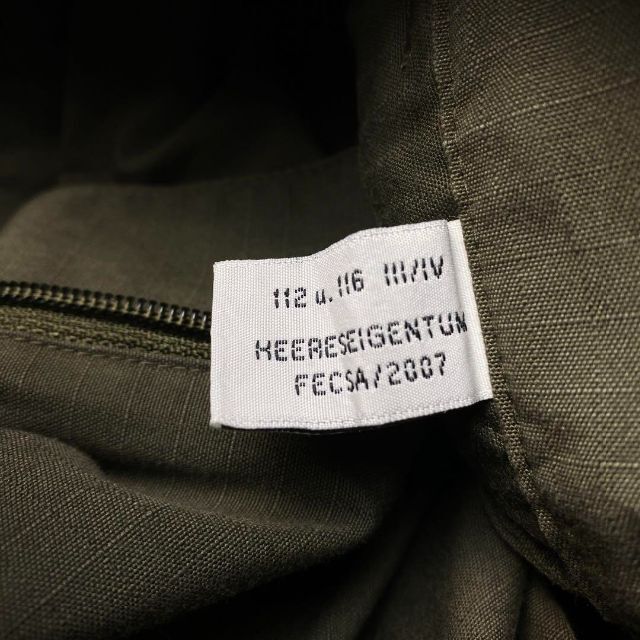 112 u. 116 III/IV
HEERESEIGENTUM
FECSA/2007